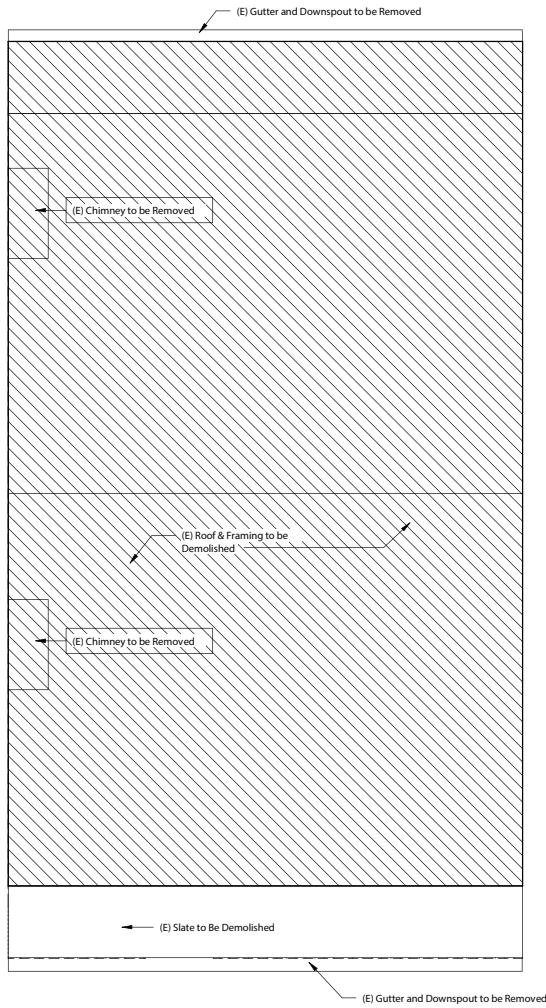 (E) Gutter and Downspout to be Removed
(E) Chimney to be Removed
(E) Roof & Framing to be
Demolished
(E) Chimney to be Removed
(E) Slate to Be Demolished
(E) Gutter and Downspout to be Removed